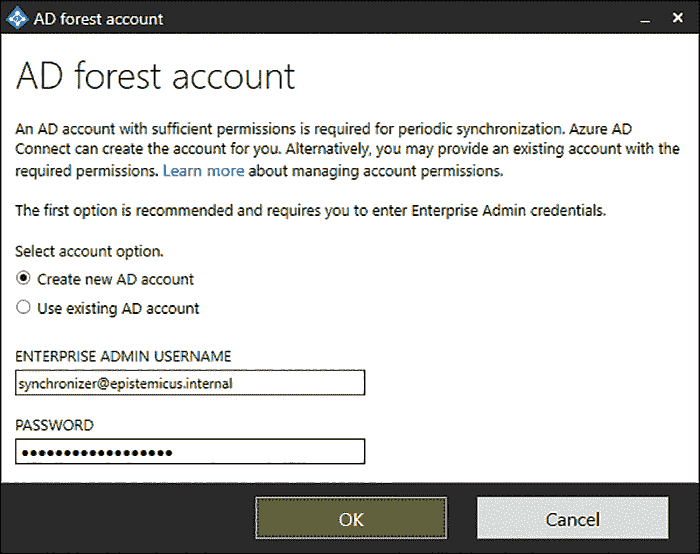 AD forest account
AD forest account
An AD account with sufficient permissions is required for periodic synchronization. Azure AD
Connect can create the account for you. Alternatively, you may provide an existing account with the
required permissions. Learn more about managing account permissions.
The first option is recommended and requires you to enter Enterprise Admin credentials.
Select account option.
Create new AD account
Use existing AD account
ENTERPRISE ADMIN USERNAME
synchronizer@epistemicus.internal
PASSWORD
••••••••••••••••••
OK Cancel